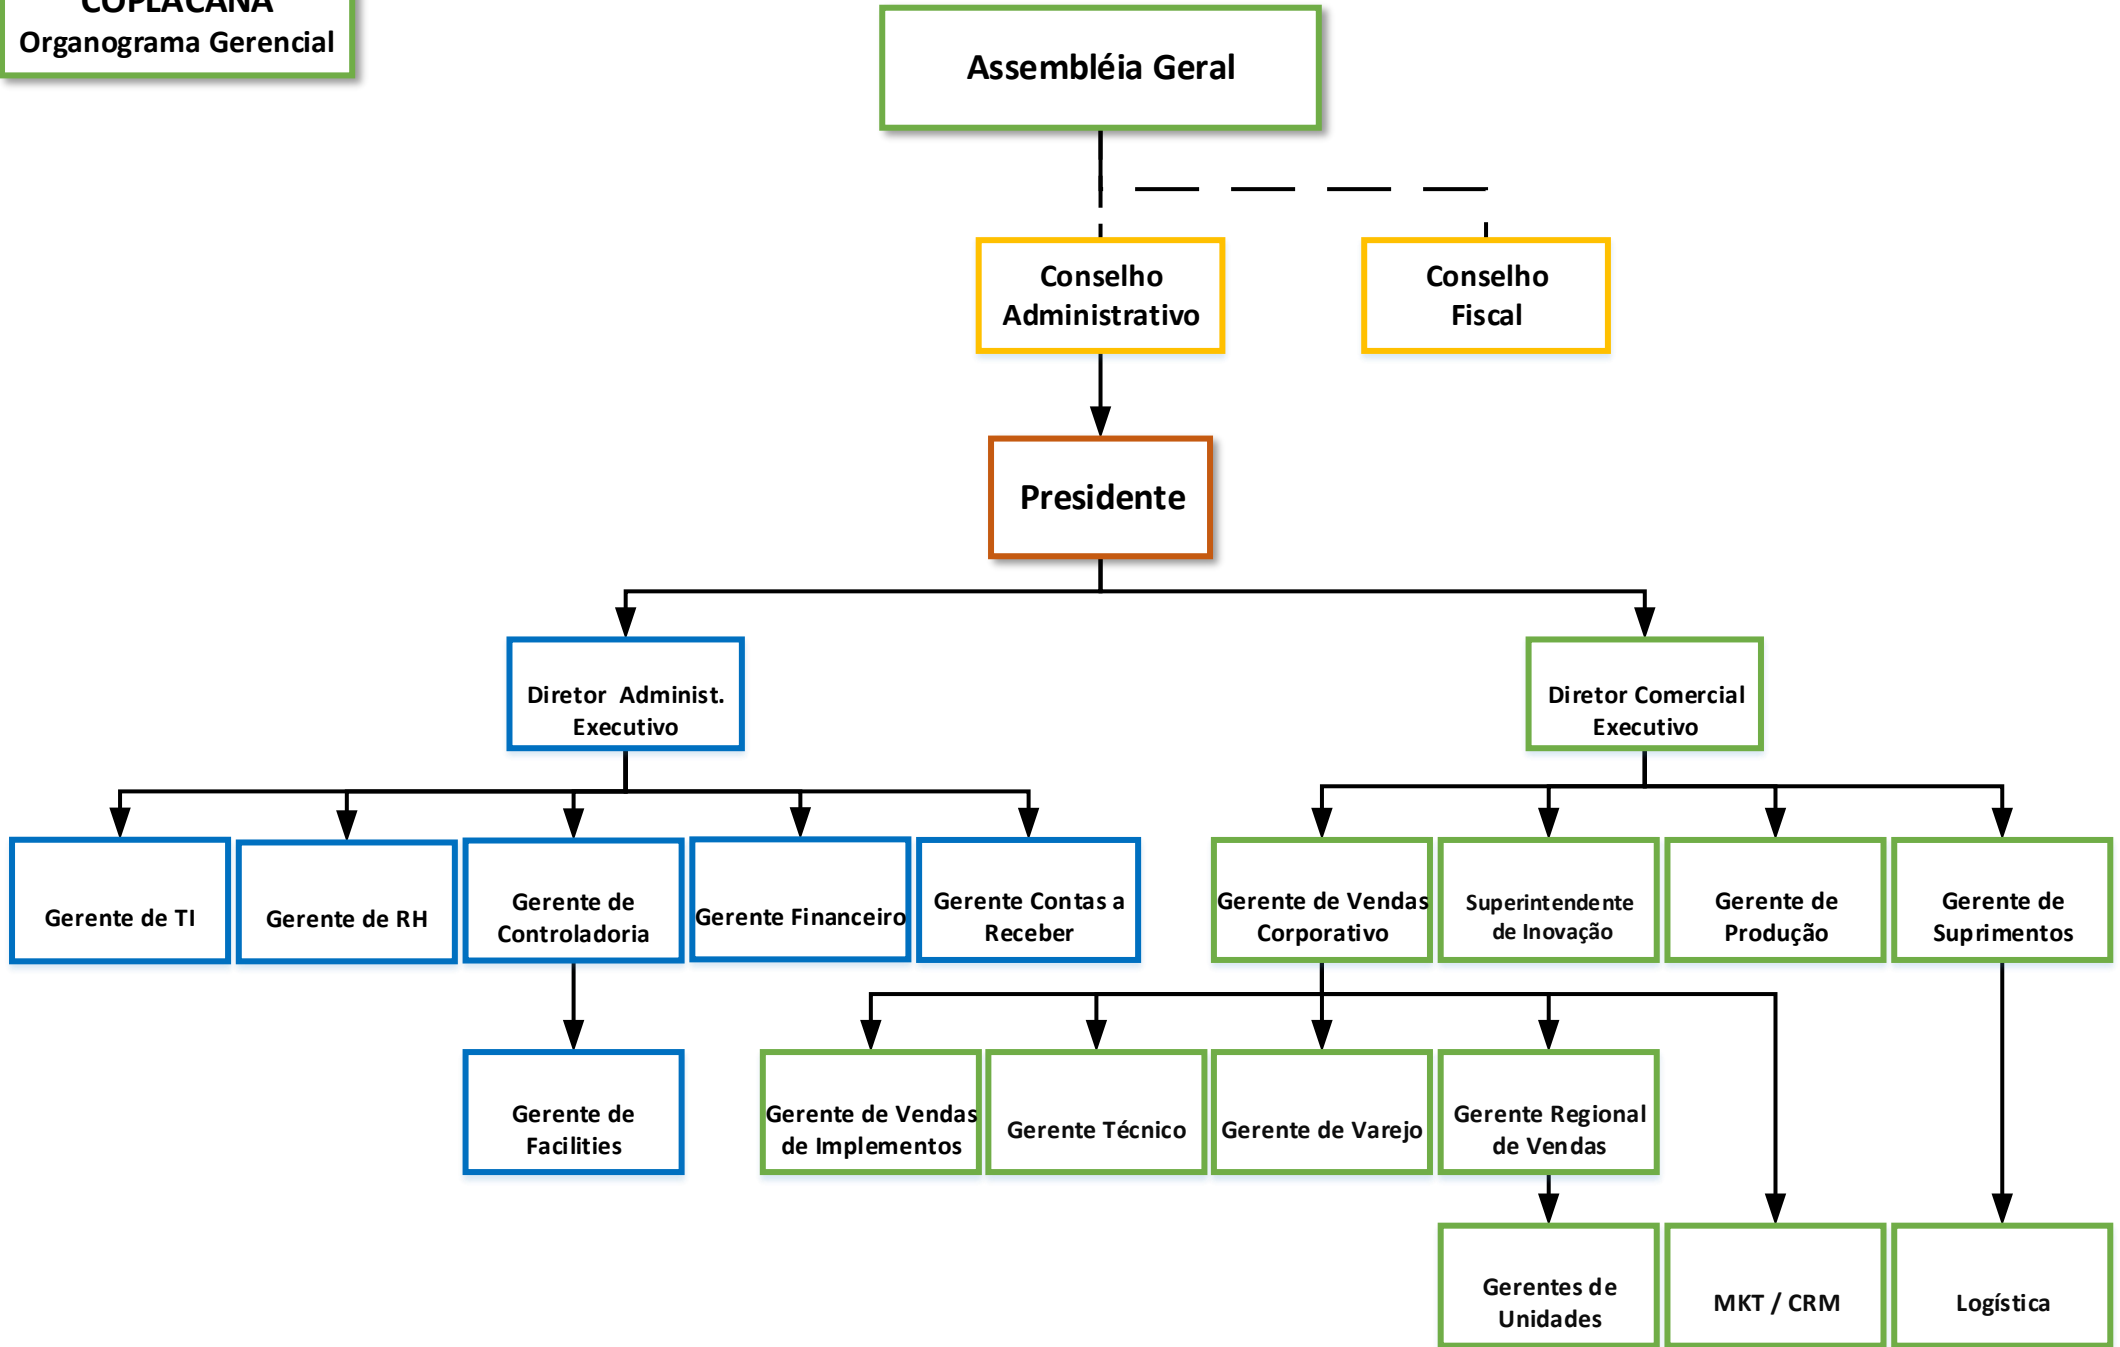 COPLACANA
Organograma Gerencial
Assembléia Geral
Conselho
Administrativo
Conselho
Fiscal
Presidente
Diretor Administ.
Executivo
Diretor Comercial
Executivo
Gerente de TI
Gerente de RH
Gerente de
Controladoria
Gerente Financeiro
Gerente Contas a
Receber
Gerente de Vendas
Corporativo
Superintendente
de Inovação
Gerente de
Produção
Gerente de
Suprimentos
Gerente de
Facilities
Gerente de Vendas
de Implementos
Gerente Técnico
Gerente de Varejo
Gerente Regional
de Vendas
Gerentes de
Unidades
MKT / CRM
Logística